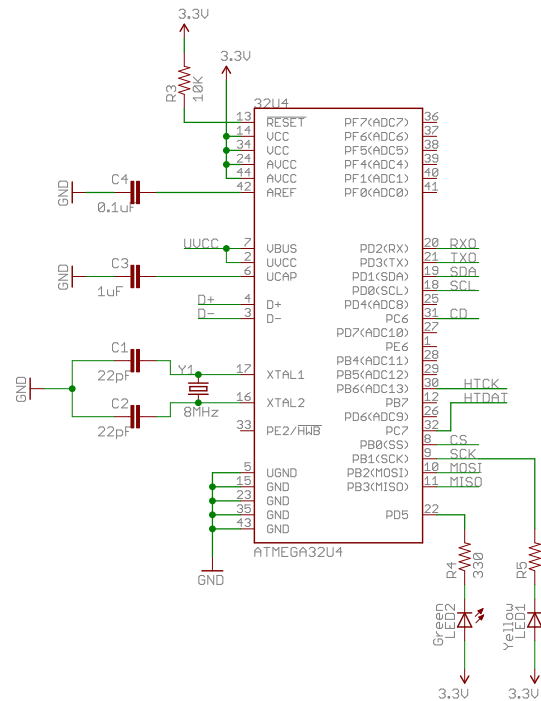 3.3V
3.3V
R3
10K
32U4
13 RESET
14 VCC
34 VCC
24 AVCC
44 AVCC
42 AREF
PF7(ADC7) 36
PF6(ADC6) 37
PF5(ADC5) 38
PF4(ADC4) 39
PF1(ADC1) 40
PF0(ADC0) 41
GND
C4
0.1uF
UVCC
7 VBUS
2 UVCC
6 UCAP
GND
C3
1uF
D+ 4 D+
D- 3 D-
PD2(RX) 20 RXO
PD3(TX) 21 TXO
PD1(SDA) 19 SDA
PD0(SCL) 18 SCL
PD4(ADC8) 25
PC6 31 CD
PD7(ADC10) 27
PE6 1
PB4(ADC11) 28
PB5(ADC12) 29
PB6(ADC13) 30 HTCK
PB7 12 HTDAT
PD6(ADC9) 26
PC7 32
PB0(SS) 8 CS
PB1(SCK) 9 SCK
PB2(MOSI) 10 MOSI
PB3(MISO) 11 MISO
PD5 22
GND
C1
22pF
C2
22pF
Y1
8MHz
17 XTAL1
16 XTAL2
33 PE2/HWB
5 UGND
15 GND
23 GND
35 GND
43 GND
GND
ATMEGA32U4
R4
330
R5
Green
LED2
Yellow
LED1
3.3V
3.3V